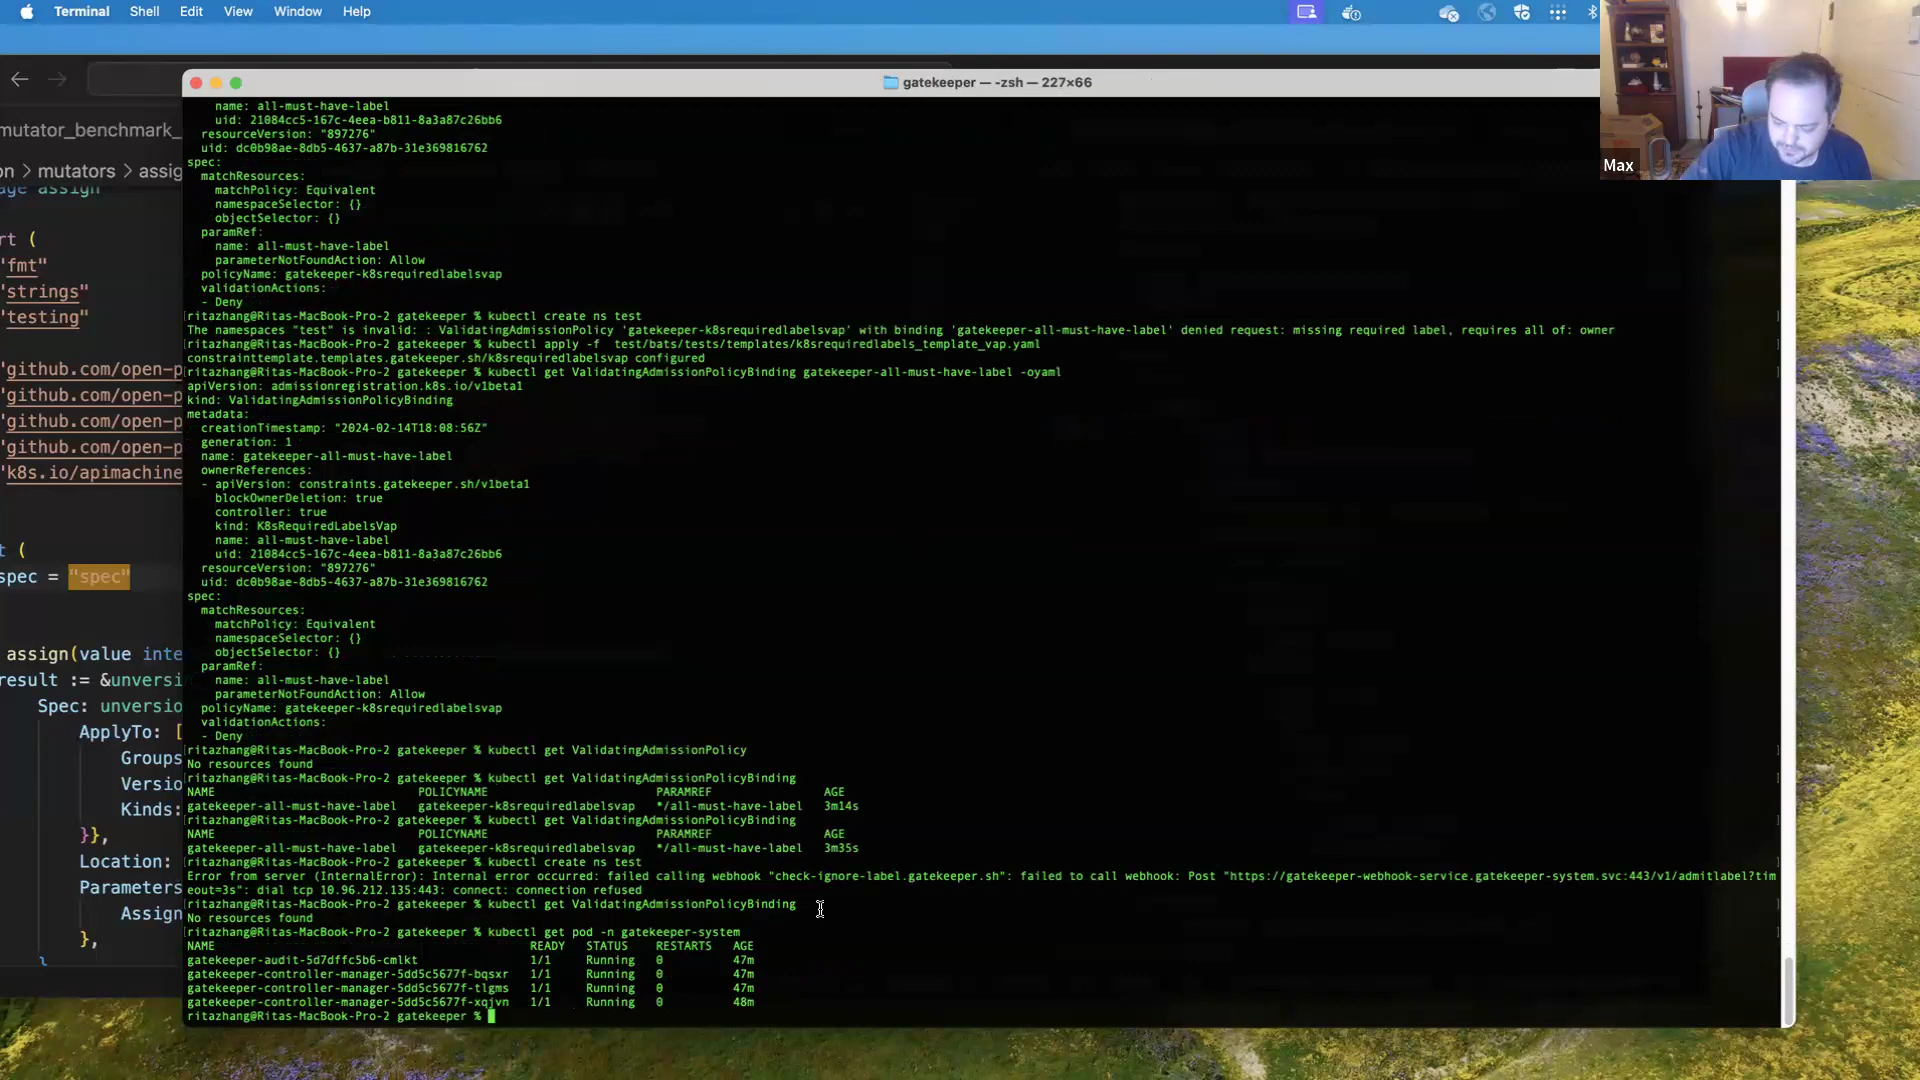 Terminal Shell Edit View Window Help
gatekeeper — -zsh — 227×66
mutator_benchmark_
on > mutators > assig
age assign
rt (
"fmt"
"strings"
"testing"
"github.com/open-p
"github.com/open-p
"github.com/open-p
"github.com/open-p
"k8s.io/apimachine
t (
spec = "spec"
assign(value inte
result := &unversi
Spec: unversio
ApplyTo: [
Groups
Versio
Kinds:
}},
Location:
Parameters
Assign
},
name: all-must-have-label
uid: 21084cc5-167c-4eea-b811-8a3a87c26bb6
resourceVersion: "897276"
uid: dc0b98ae-8db5-4637-a87b-31e369816762
spec:
matchResources:
matchPolicy: Equivalent
namespaceSelector: {}
objectSelector: {}
paramRef:
name: all-must-have-label
parameterNotFoundAction: Allow
policyName: gatekeeper-k8srequiredlabelsvap
validationActions:
- Deny
ritazhang@Ritas-MacBook-Pro-2 gatekeeper % kubectl create ns test
The namespaces "test" is invalid: : ValidatingAdmissionPolicy 'gatekeeper-k8srequiredlabelsvap' with binding 'gatekeeper-all-must-have-label' denied request: missing required label, requires all of: owner
ritazhang@Ritas-MacBook-Pro-2 gatekeeper % kubectl apply -f  test/bats/tests/templates/k8srequiredlabels_template_vap.yaml
constrainttemplate.templates.gatekeeper.sh/k8srequiredlabelsvap configured
ritazhang@Ritas-MacBook-Pro-2 gatekeeper % kubectl get ValidatingAdmissionPolicyBinding gatekeeper-all-must-have-label -oyaml
apiVersion: admissionregistration.k8s.io/v1beta1
kind: ValidatingAdmissionPolicyBinding
metadata:
creationTimestamp: "2024-02-14T18:08:56Z"
generation: 1
name: gatekeeper-all-must-have-label
ownerReferences:
- apiVersion: constraints.gatekeeper.sh/v1beta1
blockOwnerDeletion: true
controller: true
kind: K8sRequiredLabelsVap
name: all-must-have-label
uid: 21084cc5-167c-4eea-b811-8a3a87c26bb6
resourceVersion: "897276"
uid: dc0b98ae-8db5-4637-a87b-31e369816762
spec:
matchResources:
matchPolicy: Equivalent
namespaceSelector: {}
objectSelector: {}
paramRef:
name: all-must-have-label
parameterNotFoundAction: Allow
policyName: gatekeeper-k8srequiredlabelsvap
validationActions:
- Deny
ritazhang@Ritas-MacBook-Pro-2 gatekeeper % kubectl get ValidatingAdmissionPolicy
No resources found
ritazhang@Ritas-MacBook-Pro-2 gatekeeper % kubectl get ValidatingAdmissionPolicyBinding
NAME POLICYNAME PARAMREF AGE
gatekeeper-all-must-have-label gatekeeper-k8srequiredlabelsvap */all-must-have-label 3m14s
ritazhang@Ritas-MacBook-Pro-2 gatekeeper % kubectl get ValidatingAdmissionPolicyBinding
NAME POLICYNAME PARAMREF AGE
gatekeeper-all-must-have-label gatekeeper-k8srequiredlabelsvap */all-must-have-label 3m35s
ritazhang@Ritas-MacBook-Pro-2 gatekeeper % kubectl create ns test
Error from server (InternalError): Internal error occurred: failed calling webhook "check-ignore-label.gatekeeper.sh": failed to call webhook: Post "https://gatekeeper-webhook-service.gatekeeper-system.svc:443/v1/admitlabel?tim
eout=3s": dial tcp 10.96.212.135:443: connect: connection refused
ritazhang@Ritas-MacBook-Pro-2 gatekeeper % kubectl get ValidatingAdmissionPolicyBinding
No resources found
ritazhang@Ritas-MacBook-Pro-2 gatekeeper % kubectl get pod -n gatekeeper-system
NAME READY STATUS RESTARTS AGE
gatekeeper-audit-5d7dffc5b6-cmlkt 1/1 Running 0 47m
gatekeeper-controller-manager-5dd5c5677f-bqsxr 1/1 Running 0 47m
gatekeeper-controller-manager-5dd5c5677f-tlgms 1/1 Running 0 47m
gatekeeper-controller-manager-5dd5c5677f-xqjvn 1/1 Running 0 48m
ritazhang@Ritas-MacBook-Pro-2 gatekeeper %
Max